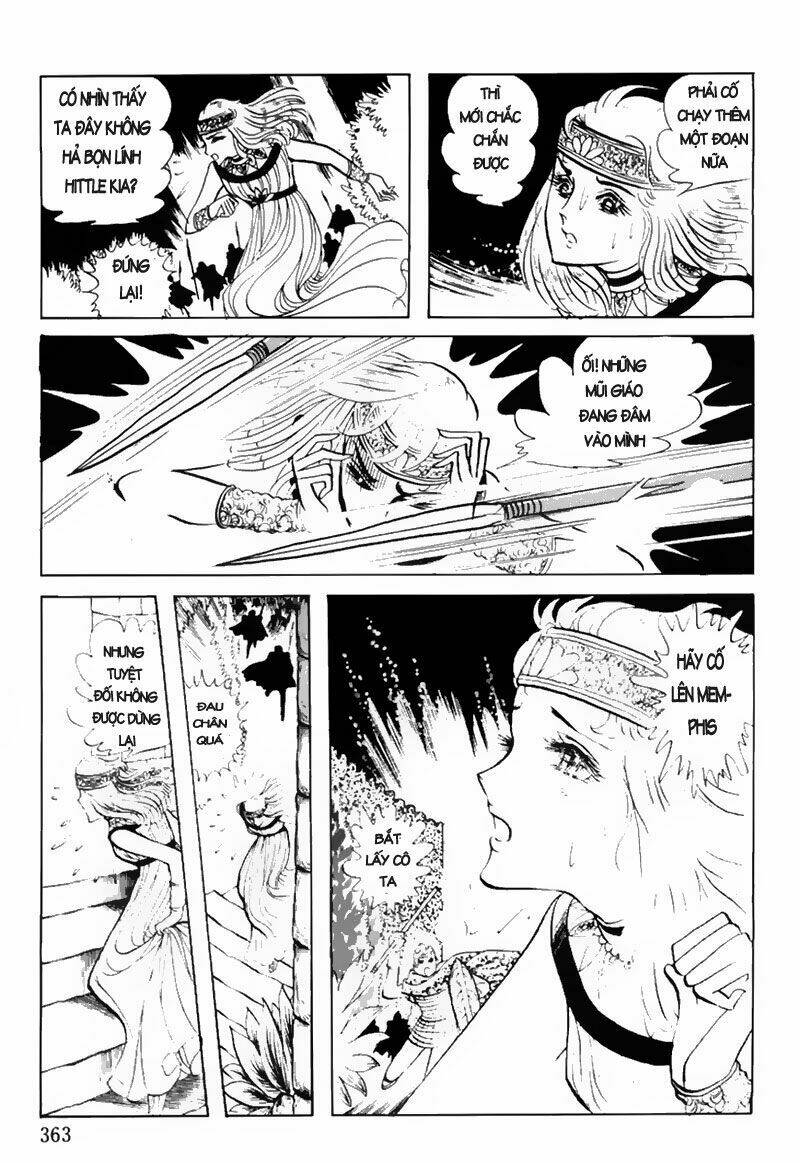 CÓ NHÌN THẤY
TA ĐÂY KHÔNG
HẢ BỌN LÍNH
HITTLE KIA?
ĐỨNG
LẠI!
THÌ
MỚI CHẮC
CHẮN
ĐƯỢC
PHẢI CỐ
CHẠY THÊM
MỘT ĐOẠN
NỮA
ỐI! NHỮNG
MŨI GIÁO
ĐANG ĐÂM
VÀO MÌNH
NHƯNG
TUYỆT
ĐỐI KHÔNG
ĐƯỢC DỪNG
LẠI
ĐAU
CHÂN
QUÁ
HÃY CỐ
LÊN MEM-
PHIS
BẮT
LẤY CÔ
TA
363